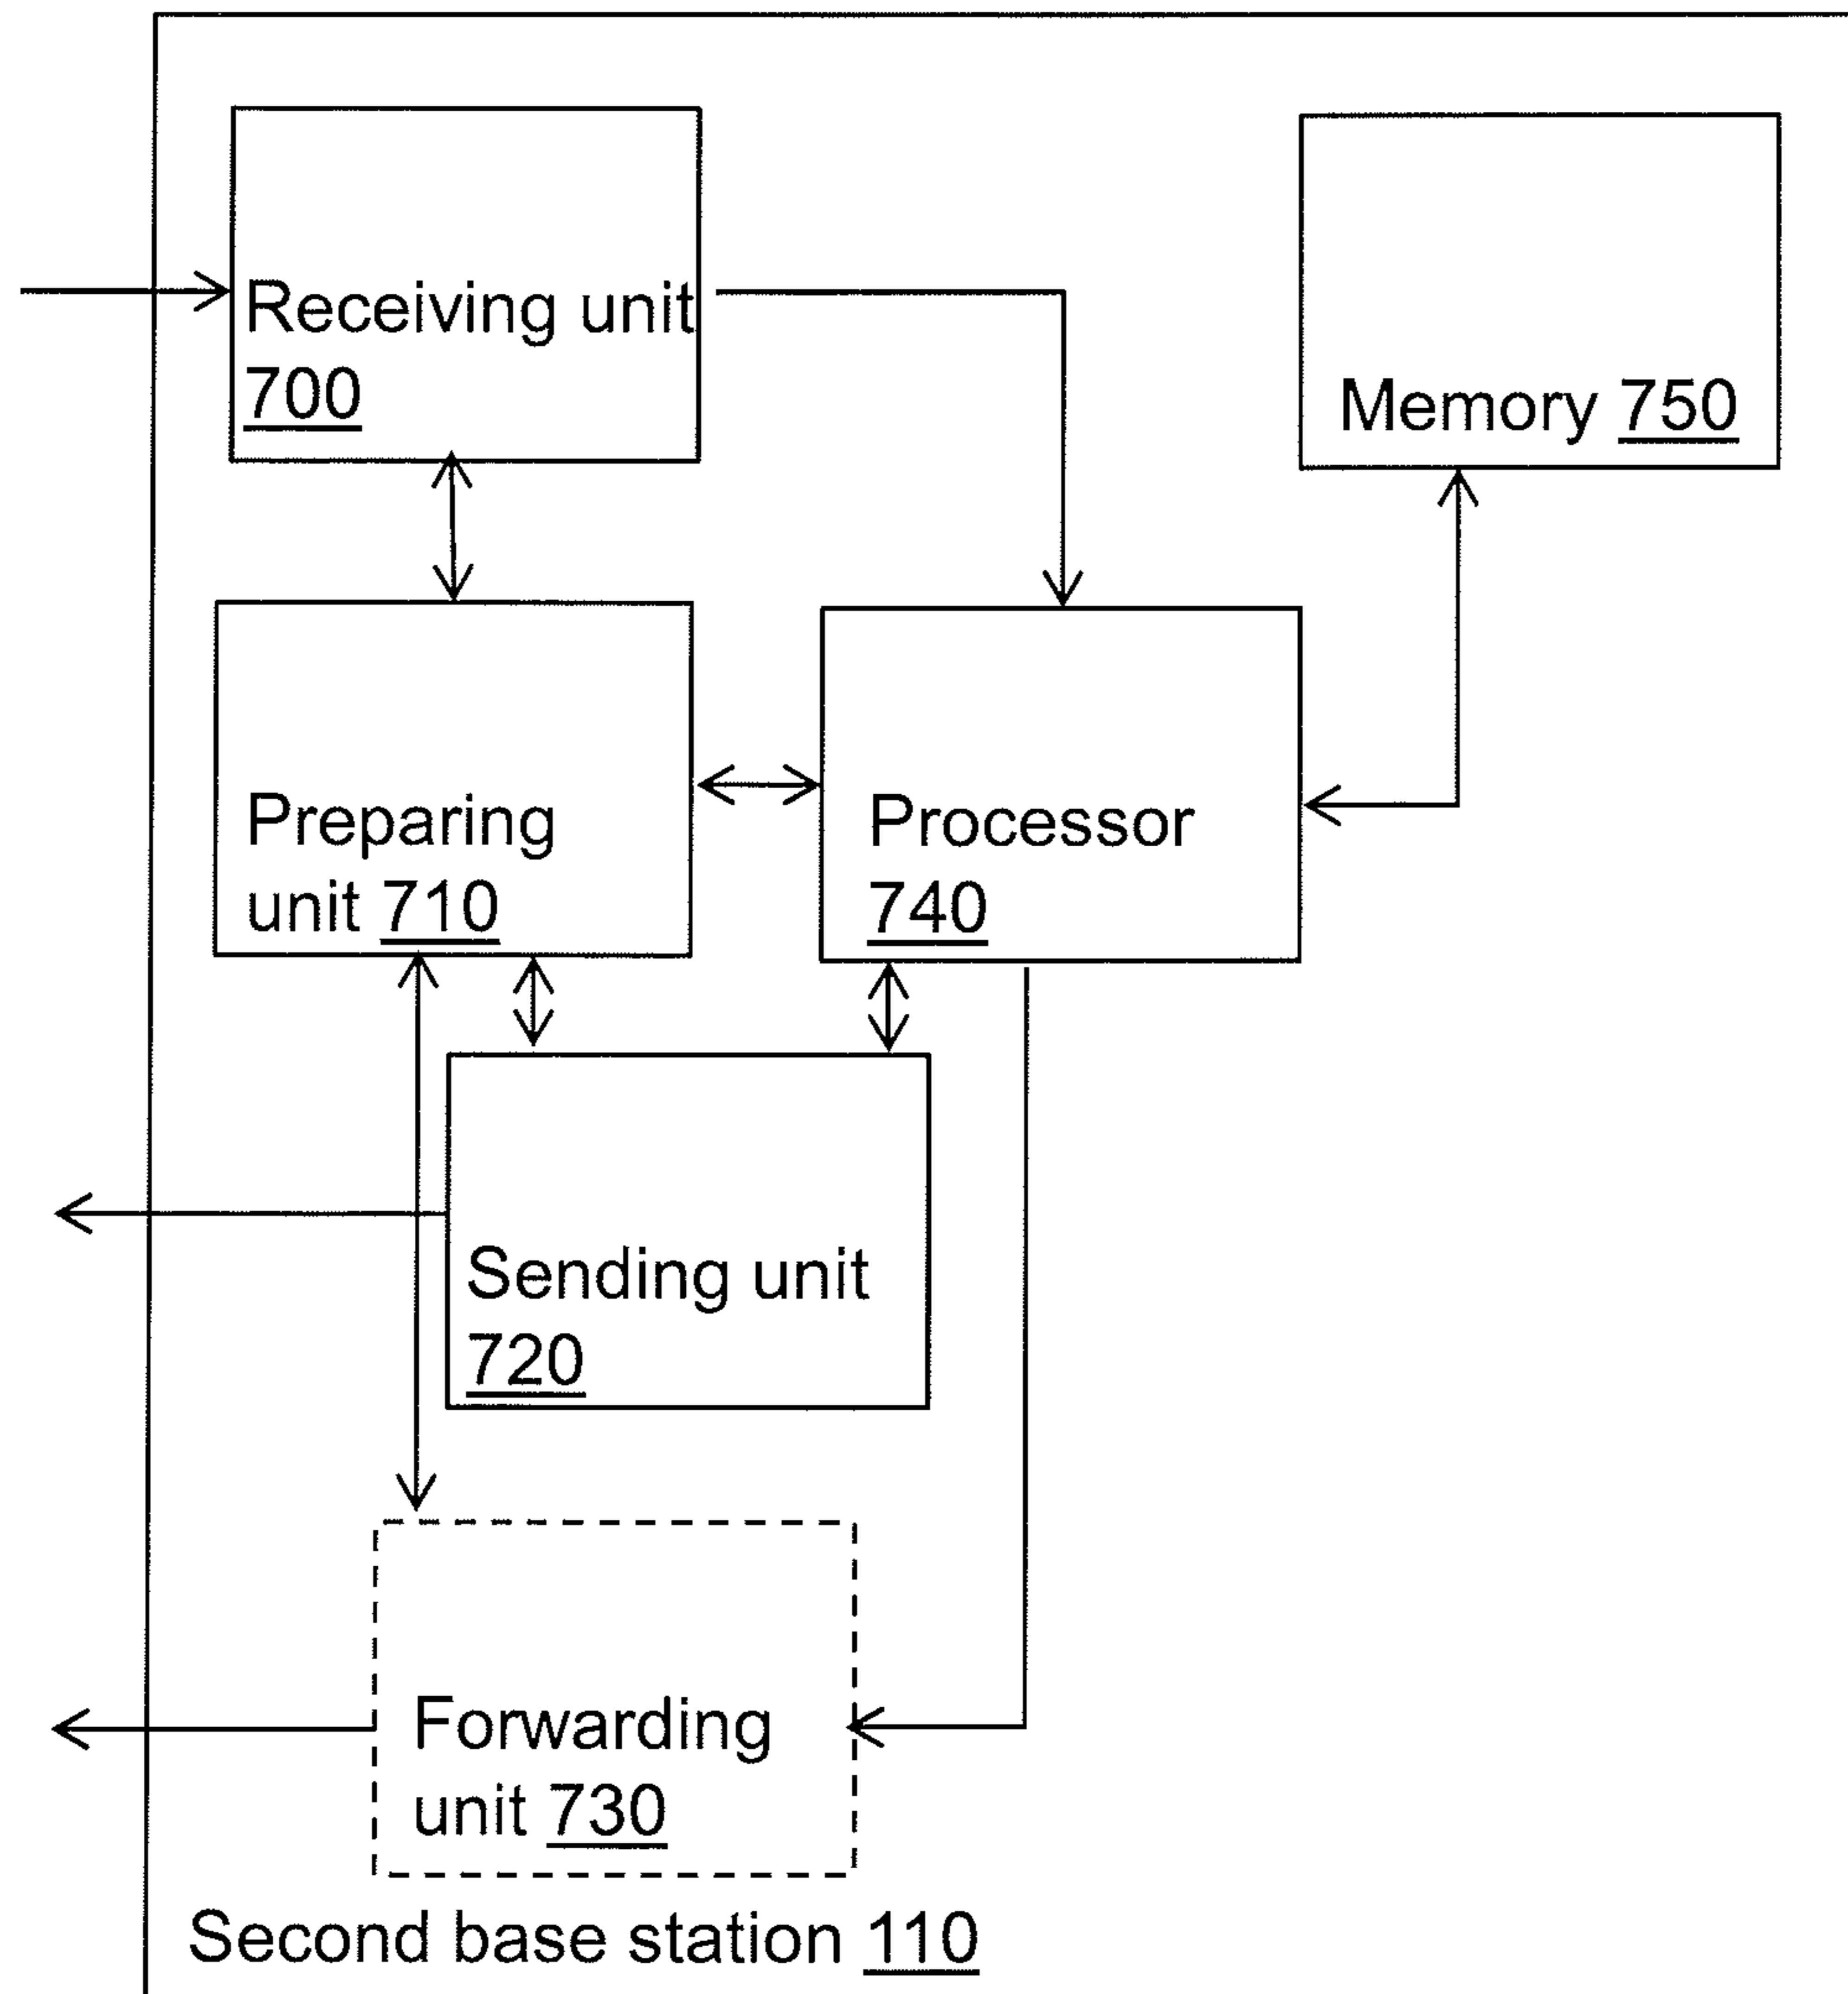 Receiving unit
700
Memory 750
Preparing
unit 710
Processor
740
Sending unit
720
Forwarding
unit 730
Second base station 110